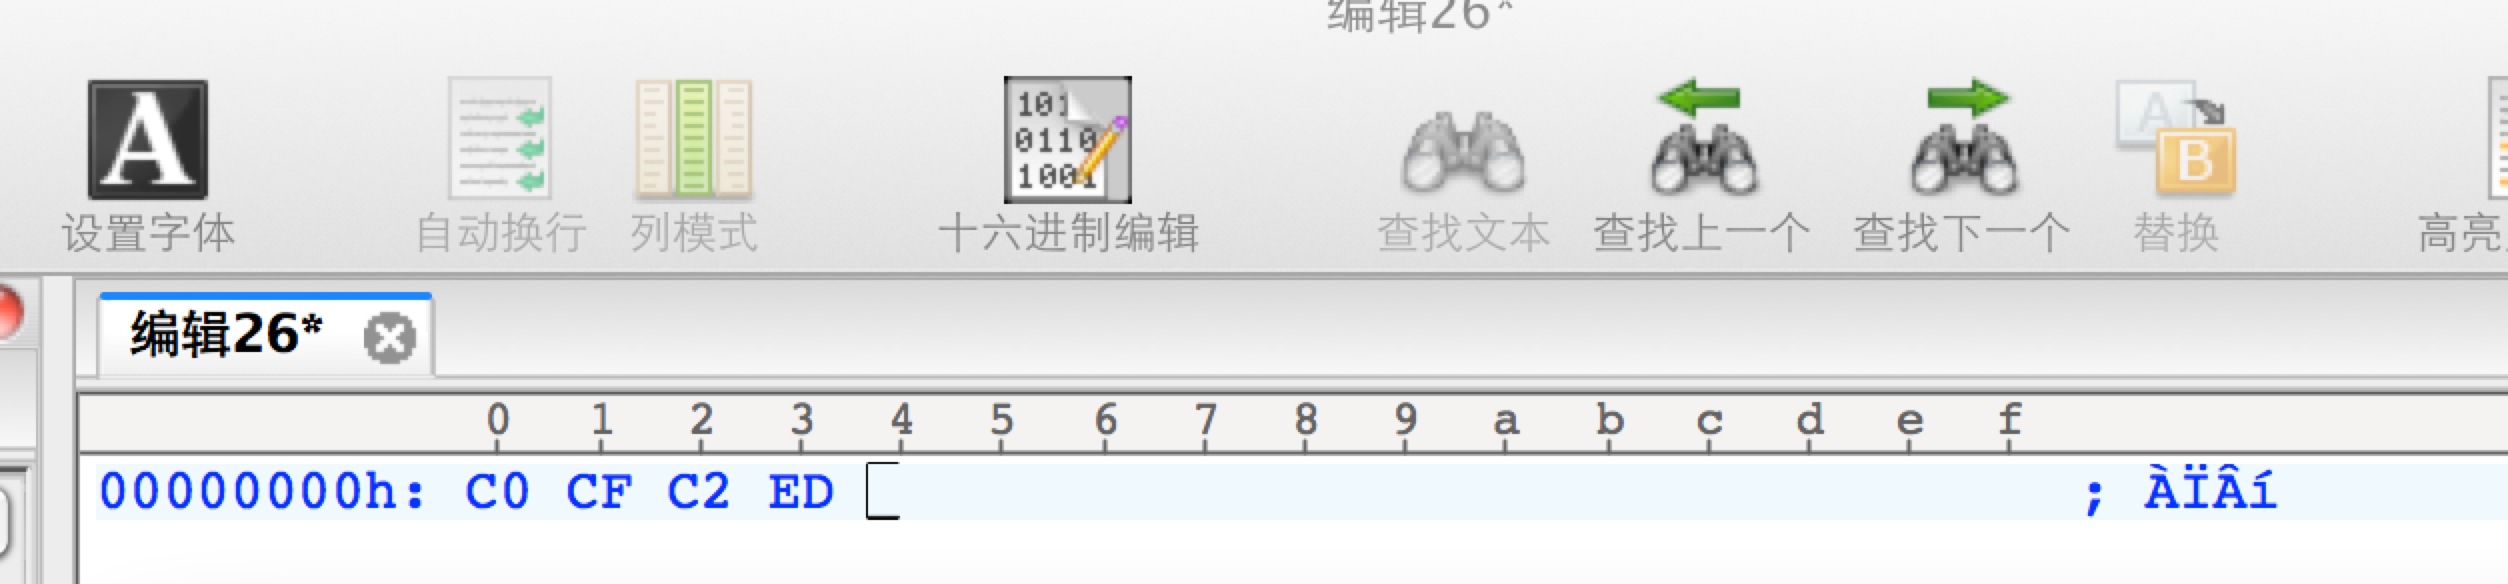 编辑26*
设置字体 自动换行 列模式 十六进制编辑 查找文本 查找上一个 查找下一个 替换 高亮
编辑26*
0 1 2 3 4 5 6 7 8 9 a b c d e f
00000000h: C0 CF C2 ED ; ÀÏÂí